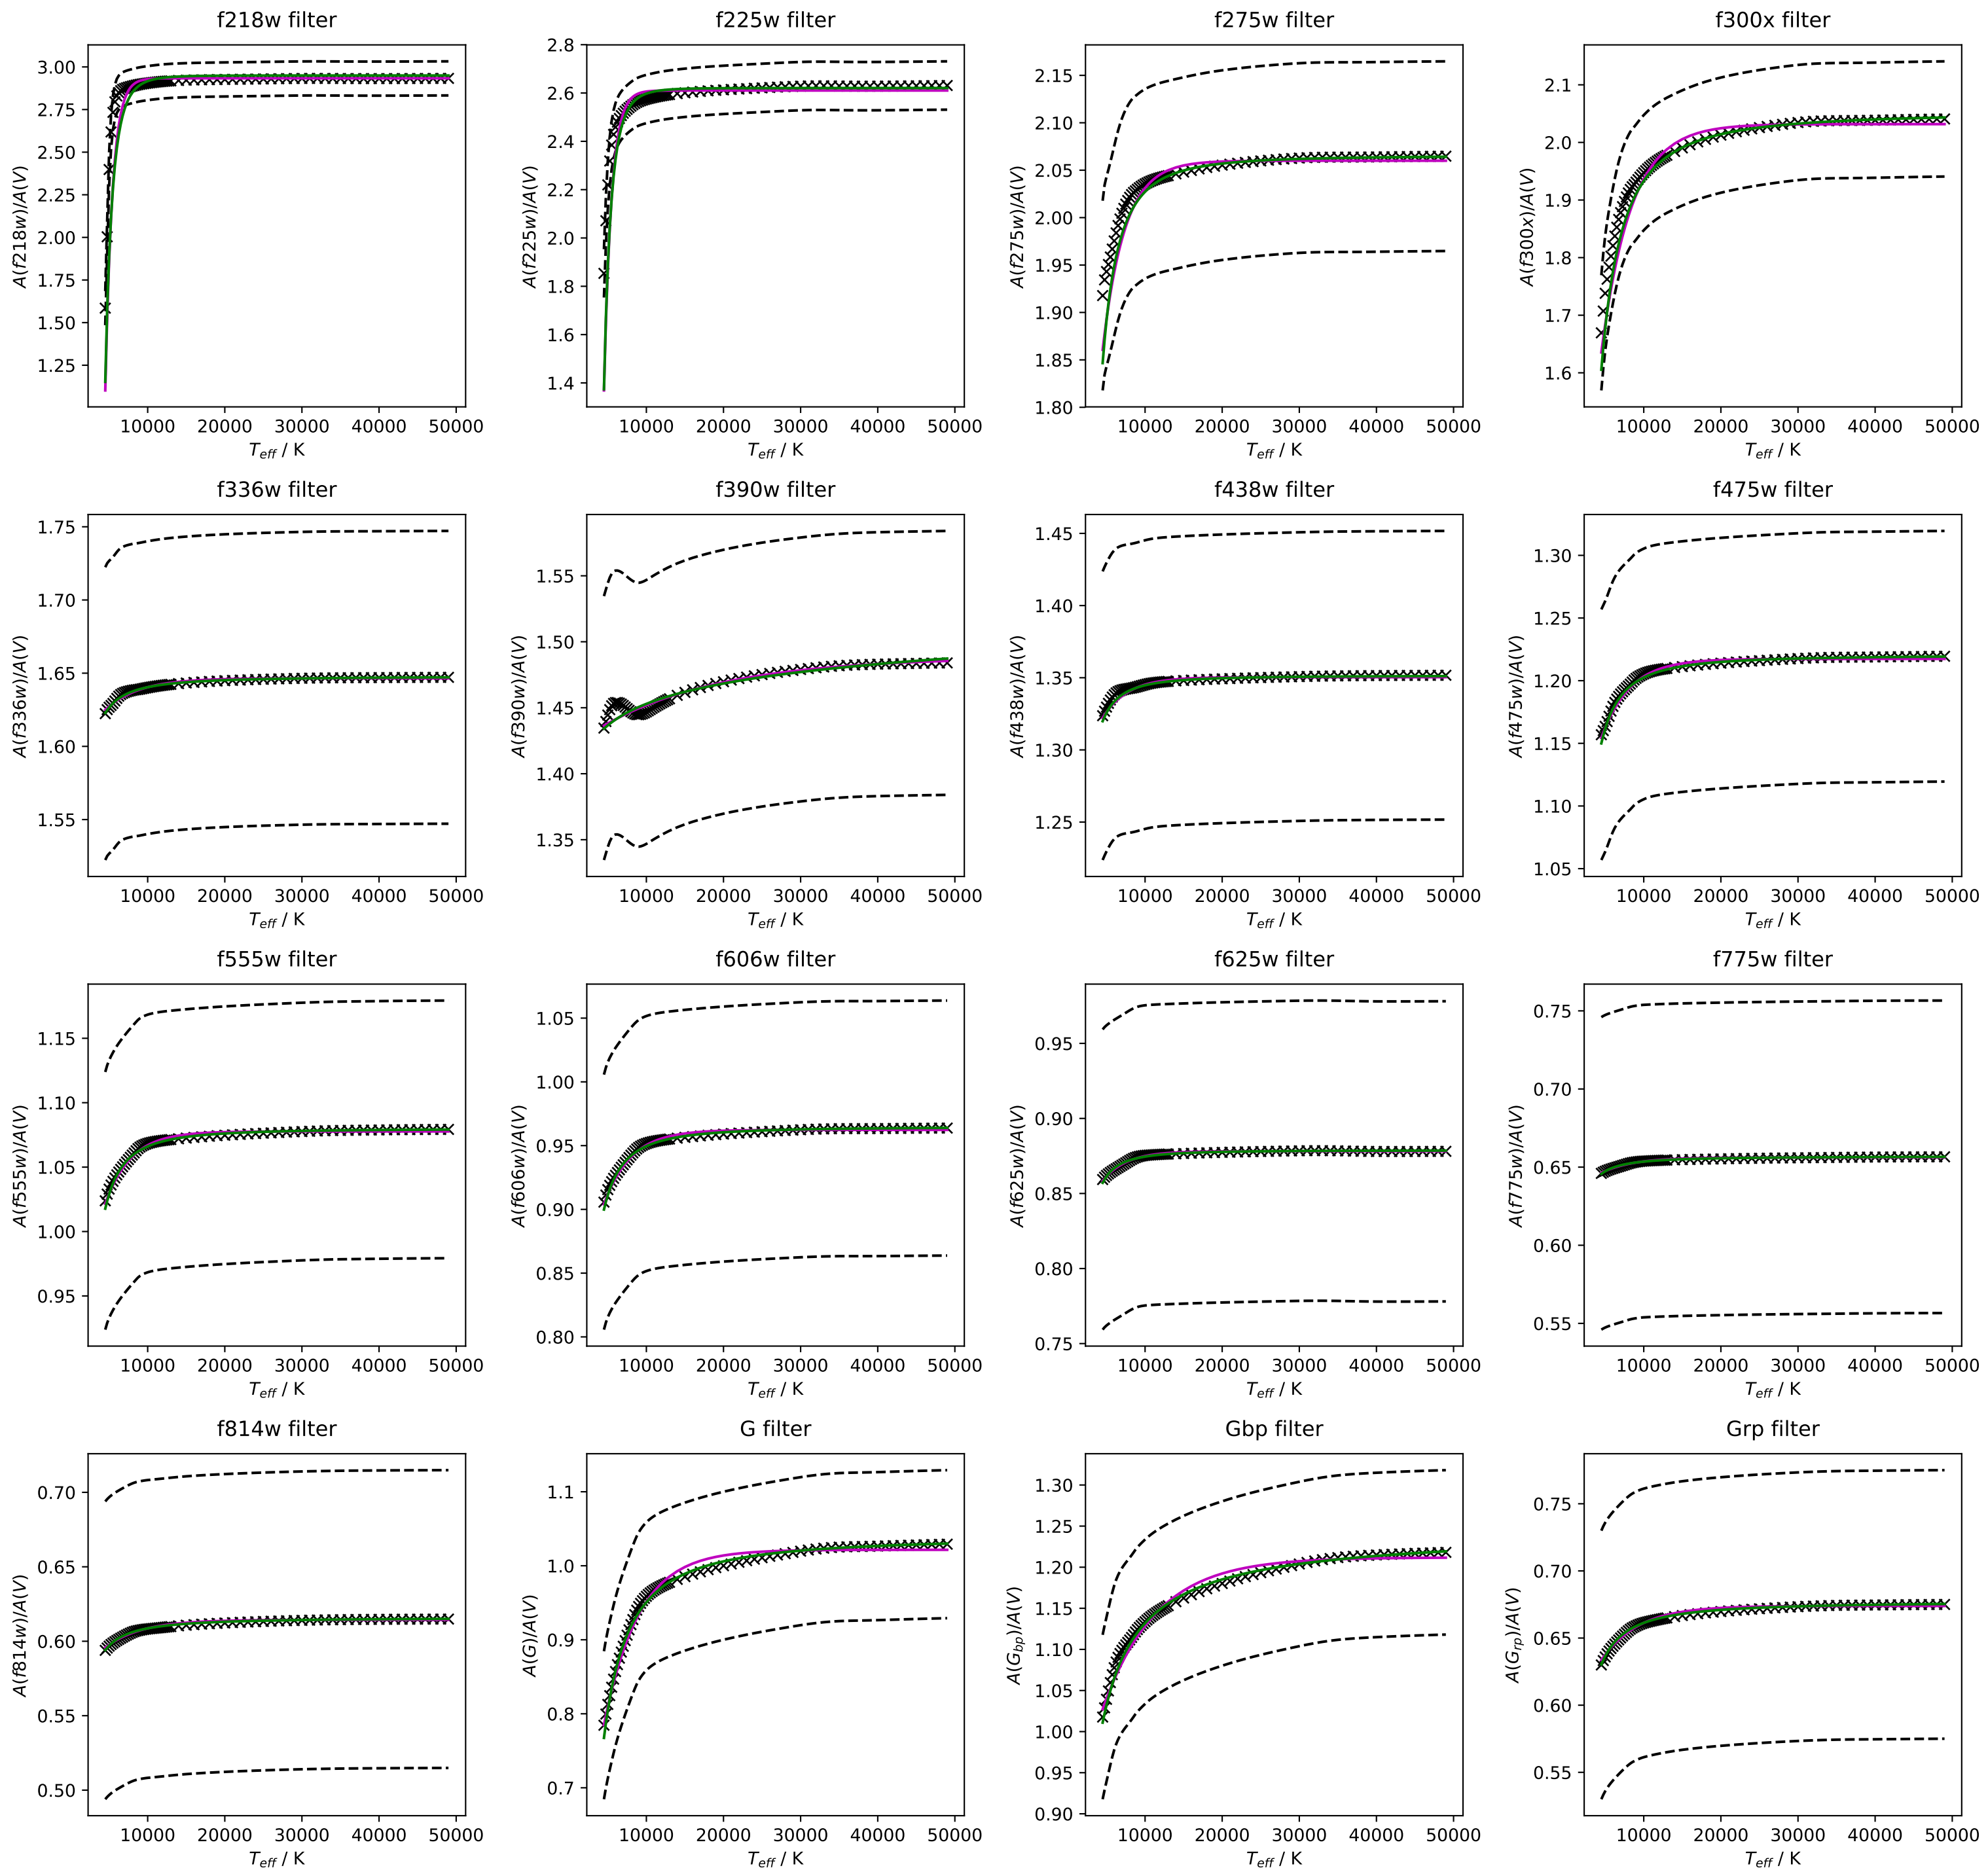 f218w filter
f225w filter
f275w filter
f300x filter
A(f218w)/A(V)
3.00
2.75
2.50
2.25
2.00
1.75
1.50
1.25
10000 20000 30000 40000 50000
T_eff / K
A(f225w)/A(V)
2.8
2.6
2.4
2.2
2.0
1.8
1.6
1.4
10000 20000 30000 40000 50000
T_eff / K
A(f275w)/A(V)
2.15
2.10
2.05
2.00
1.95
1.90
1.85
1.80
10000 20000 30000 40000 50000
T_eff / K
A(f300x)/A(V)
2.1
2.0
1.9
1.8
1.7
1.6
10000 20000 30000 40000 50000
T_eff / K
f336w filter
f390w filter
f438w filter
f475w filter
A(f336w)/A(V)
1.75
1.70
1.65
1.60
1.55
10000 20000 30000 40000 50000
T_eff / K
A(f390w)/A(V)
1.55
1.50
1.45
1.40
1.35
10000 20000 30000 40000 50000
T_eff / K
A(f438w)/A(V)
1.45
1.40
1.35
1.30
1.25
10000 20000 30000 40000 50000
T_eff / K
A(f475w)/A(V)
1.30
1.25
1.20
1.15
1.10
1.05
10000 20000 30000 40000 50000
T_eff / K
f555w filter
f606w filter
f625w filter
f775w filter
A(f555w)/A(V)
1.15
1.10
1.05
1.00
0.95
10000 20000 30000 40000 50000
T_eff / K
A(f606w)/A(V)
1.05
1.00
0.95
0.90
0.85
0.80
10000 20000 30000 40000 50000
T_eff / K
A(f625w)/A(V)
0.95
0.90
0.85
0.80
0.75
10000 20000 30000 40000 50000
T_eff / K
A(f775w)/A(V)
0.75
0.70
0.65
0.60
0.55
10000 20000 30000 40000 50000
T_eff / K
f814w filter
G filter
Gbp filter
Grp filter
A(f814w)/A(V)
0.70
0.65
0.60
0.55
0.50
10000 20000 30000 40000 50000
T_eff / K
A(G)/A(V)
1.1
1.0
0.9
0.8
0.7
10000 20000 30000 40000 50000
T_eff / K
A(G_bp)/A(V)
1.30
1.25
1.20
1.15
1.10
1.05
1.00
0.95
0.90
10000 20000 30000 40000 50000
T_eff / K
A(G_rp)/A(V)
0.75
0.70
0.65
0.60
0.55
10000 20000 30000 40000 50000
T_eff / K